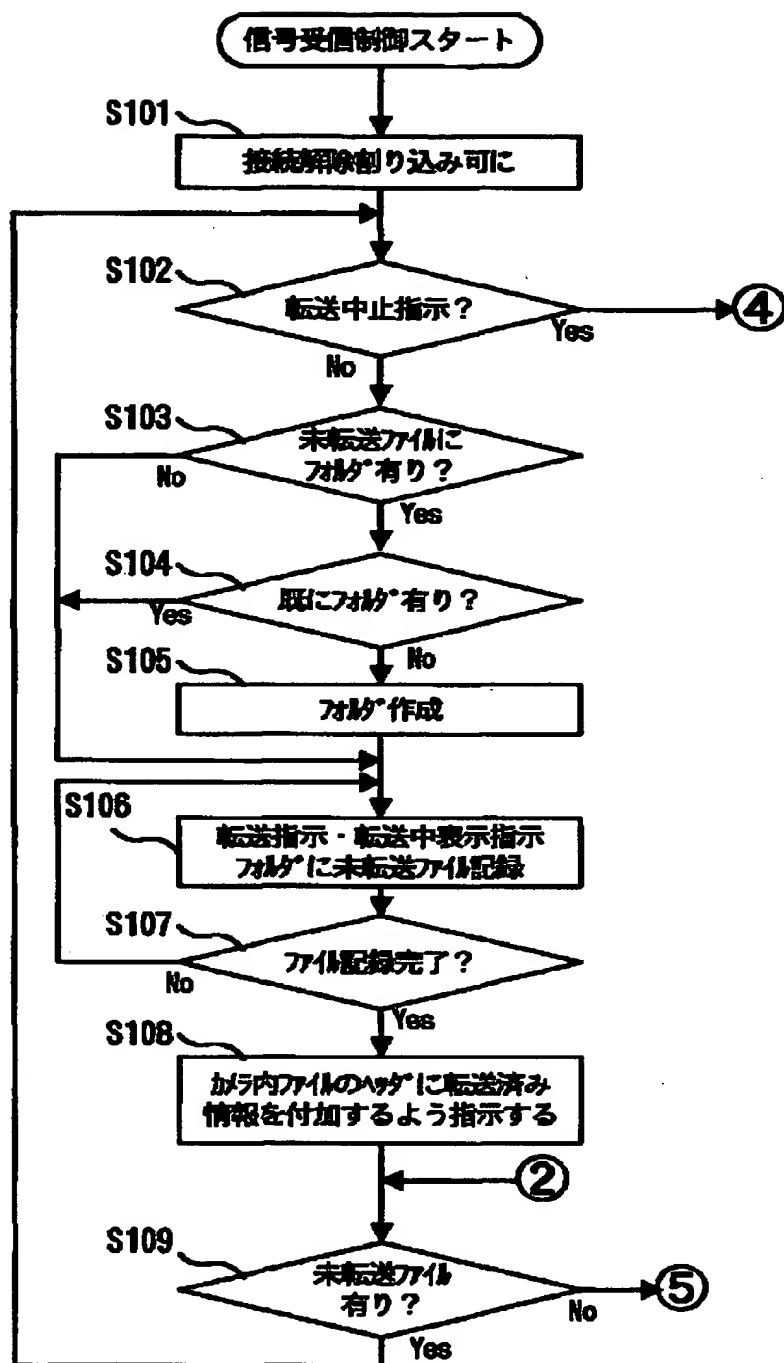 信号受信制御スタート
S101
接続解除割り込み可に
S102
転送中止指示？
Yes
④
No
S103
未転送ファイルに
フォルダ有り？
No
Yes
S104
既にフォルダ有り？
Yes
No
S105
フォルダ作成
S106
転送指示・転送中表示指示
フォルダに未転送ファイル記録
S107
ファイル記録完了？
No
Yes
S108
カメラ内ファイルのヘッダに転送済み
情報を付加するよう指示する
②
S109
未転送ファイル
有り？
No
⑤
Yes